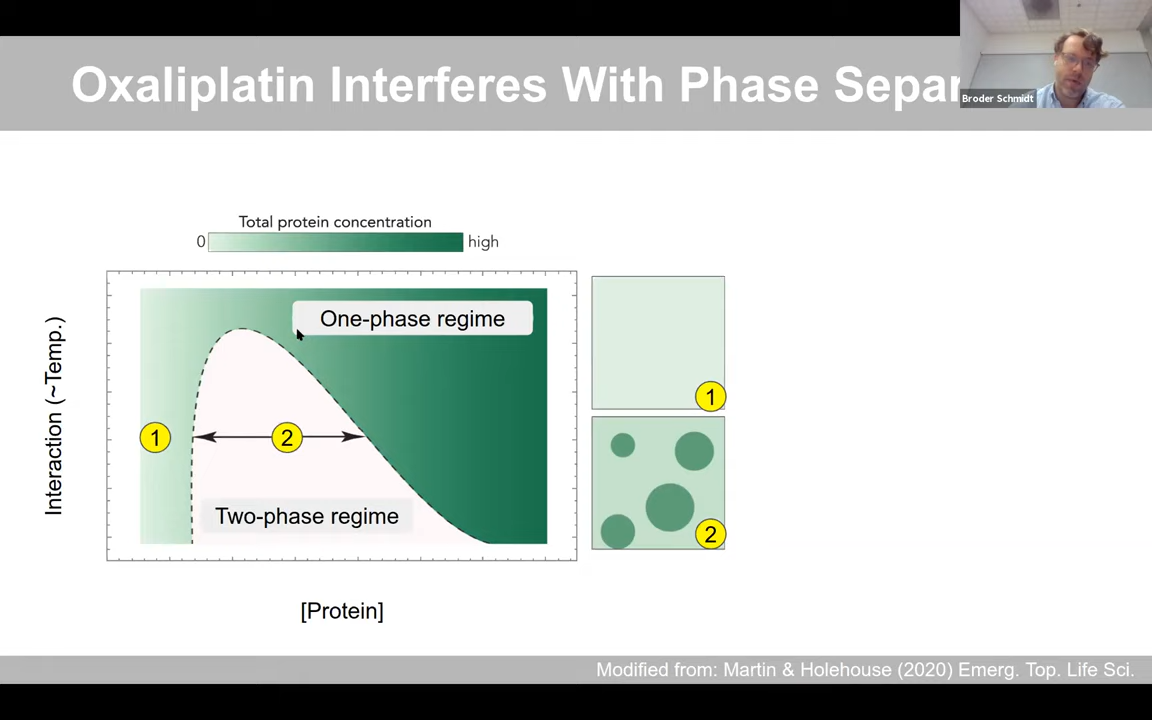 Oxaliplatin Interferes With Phase Separ
Broder Schmidt
Total protein concentration
0
high
One-phase regime
Interaction (~Temp.)
1
2
Two-phase regime
[Protein]
1
2
Modified from: Martin & Holehouse (2020) Emerg. Top. Life Sci.